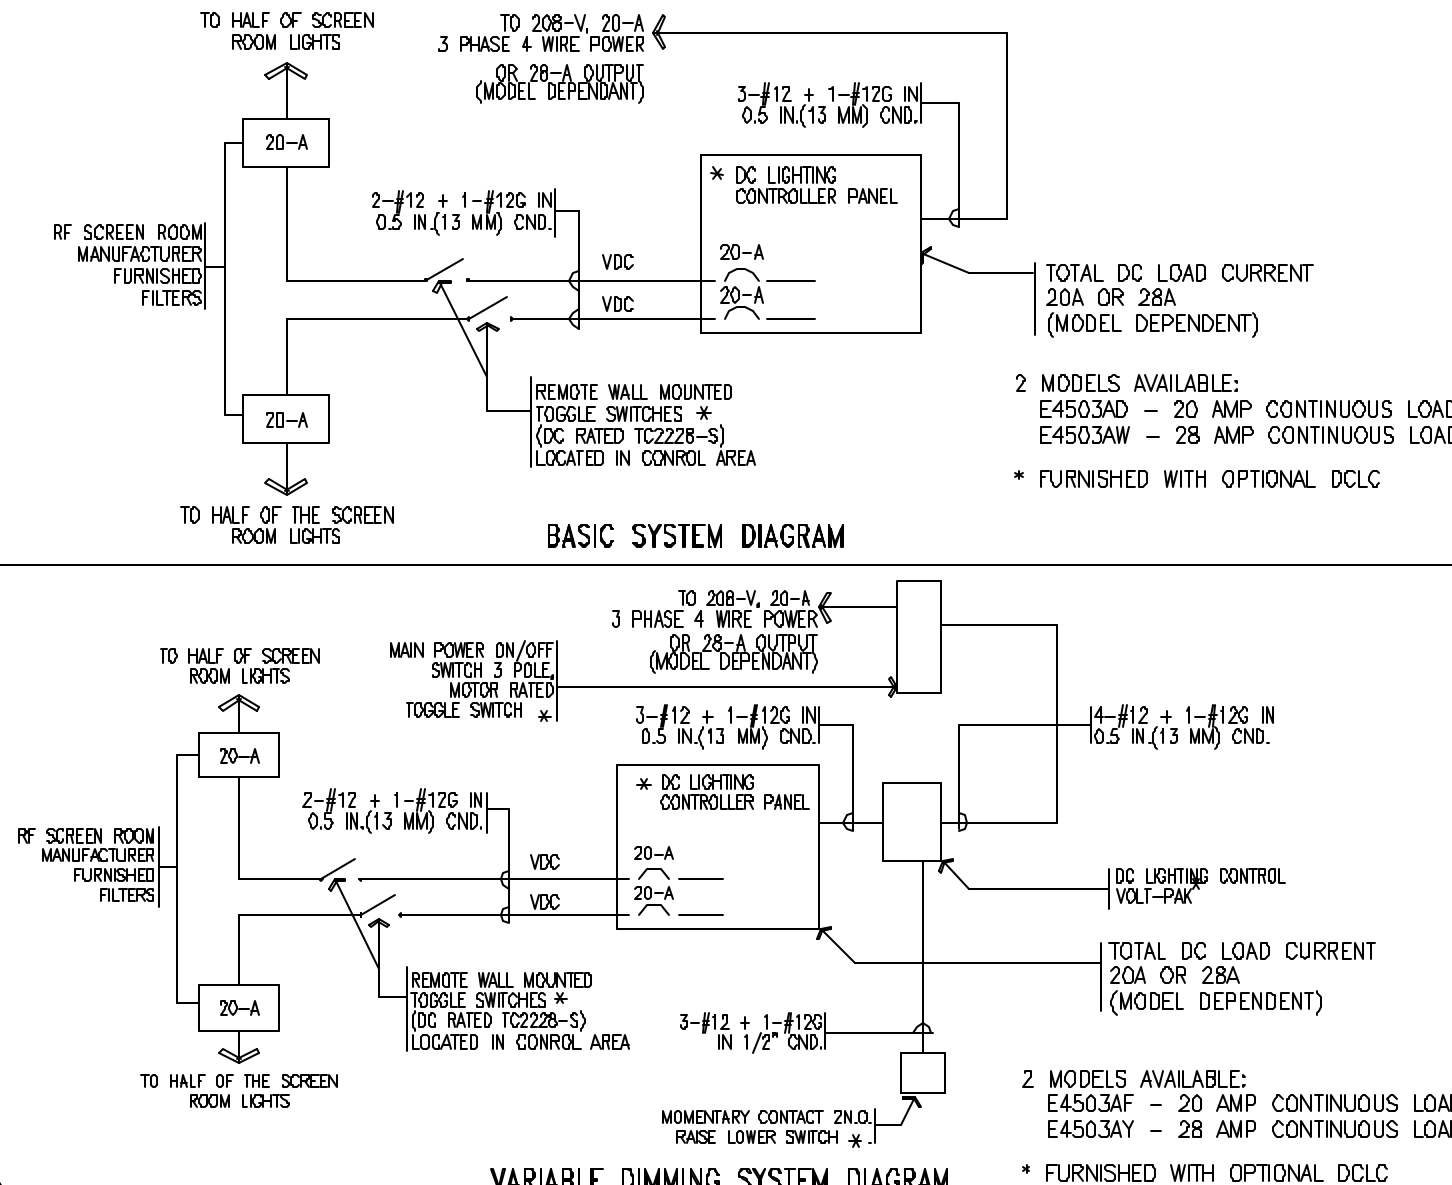 TO HALF OF SCREEN
ROOM LIGHTS
TO 208-V, 20-A
3 PHASE 4 WIRE POWER
OR 28-A OUTPUT
(MODEL DEPENDANT)
3-#12 + 1-#12G IN
0.5 IN.(13 MM) CND.
20-A
* DC LIGHTING
CONTROLLER PANEL
2-#12 + 1-#12G IN
0.5 IN.(13 MM) CND.
RF SCREEN ROOM
MANUFACTURER
FURNISHED
FILTERS
VDC
20-A
VDC
20-A
TOTAL DC LOAD CURRENT
20A OR 28A
(MODEL DEPENDENT)
20-A
REMOTE WALL MOUNTED
TOGGLE SWITCHES *
(DC RATED TC2228-S)
LOCATED IN CONROL AREA
2 MODELS AVAILABLE:
E4503AD - 20 AMP CONTINUOUS LOAD
E4503AW - 28 AMP CONTINUOUS LOAD
* FURNISHED WITH OPTIONAL DCLC
TO HALF OF THE SCREEN
ROOM LIGHTS
BASIC SYSTEM DIAGRAM
TO 208-V, 20-A
3 PHASE 4 WIRE POWER
OR 28-A OUTPUT
(MODEL DEPENDANT)
MAIN POWER ON/OFF
SWITCH 3 POLE,
MOTOR RATED
TOGGLE SWITCH *
TO HALF OF SCREEN
ROOM LIGHTS
3-#12 + 1-#12G IN
0.5 IN.(13 MM) CND.
4-#12 + 1-#12G IN
0.5 IN.(13 MM) CND.
20-A
* DC LIGHTING
CONTROLLER PANEL
2-#12 + 1-#12G IN
0.5 IN.(13 MM) CND.
RF SCREEN ROOM
MANUFACTURER
FURNISHED
FILTERS
VDC
20-A
VDC
20-A
DC LIGHTING CONTROL
VOLT-PAK*
TOTAL DC LOAD CURRENT
20A OR 28A
(MODEL DEPENDENT)
20-A
REMOTE WALL MOUNTED
TOGGLE SWITCHES *
(DC RATED TC2228-S)
LOCATED IN CONROL AREA
3-#12 + 1-#12G
IN 1/2" CND.
TO HALF OF THE SCREEN
ROOM LIGHTS
MOMENTARY CONTACT 2N.O.
RAISE LOWER SWITCH *.
2 MODELS AVAILABLE:
E4503AF - 20 AMP CONTINUOUS LOA
E4503AY - 28 AMP CONTINUOUS LOA
* FURNISHED WITH OPTIONAL DCLC
VARIABLE DIMMING SYSTEM DIAGRAM